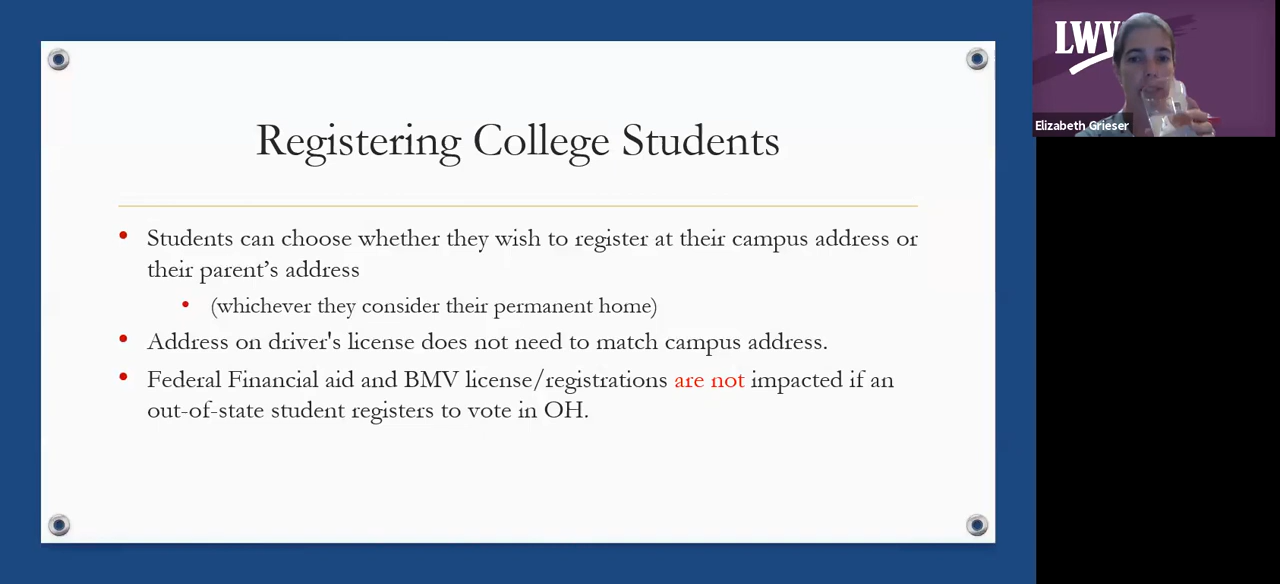 Registering College Students
• Students can choose whether they wish to register at their campus address or
their parent’s address
• (whichever they consider their permanent home)
• Address on driver's license does not need to match campus address.
• Federal Financial aid and BMV license/registrations are not impacted if an
out-of-state student registers to vote in OH.
LWV
Elizabeth Grieser